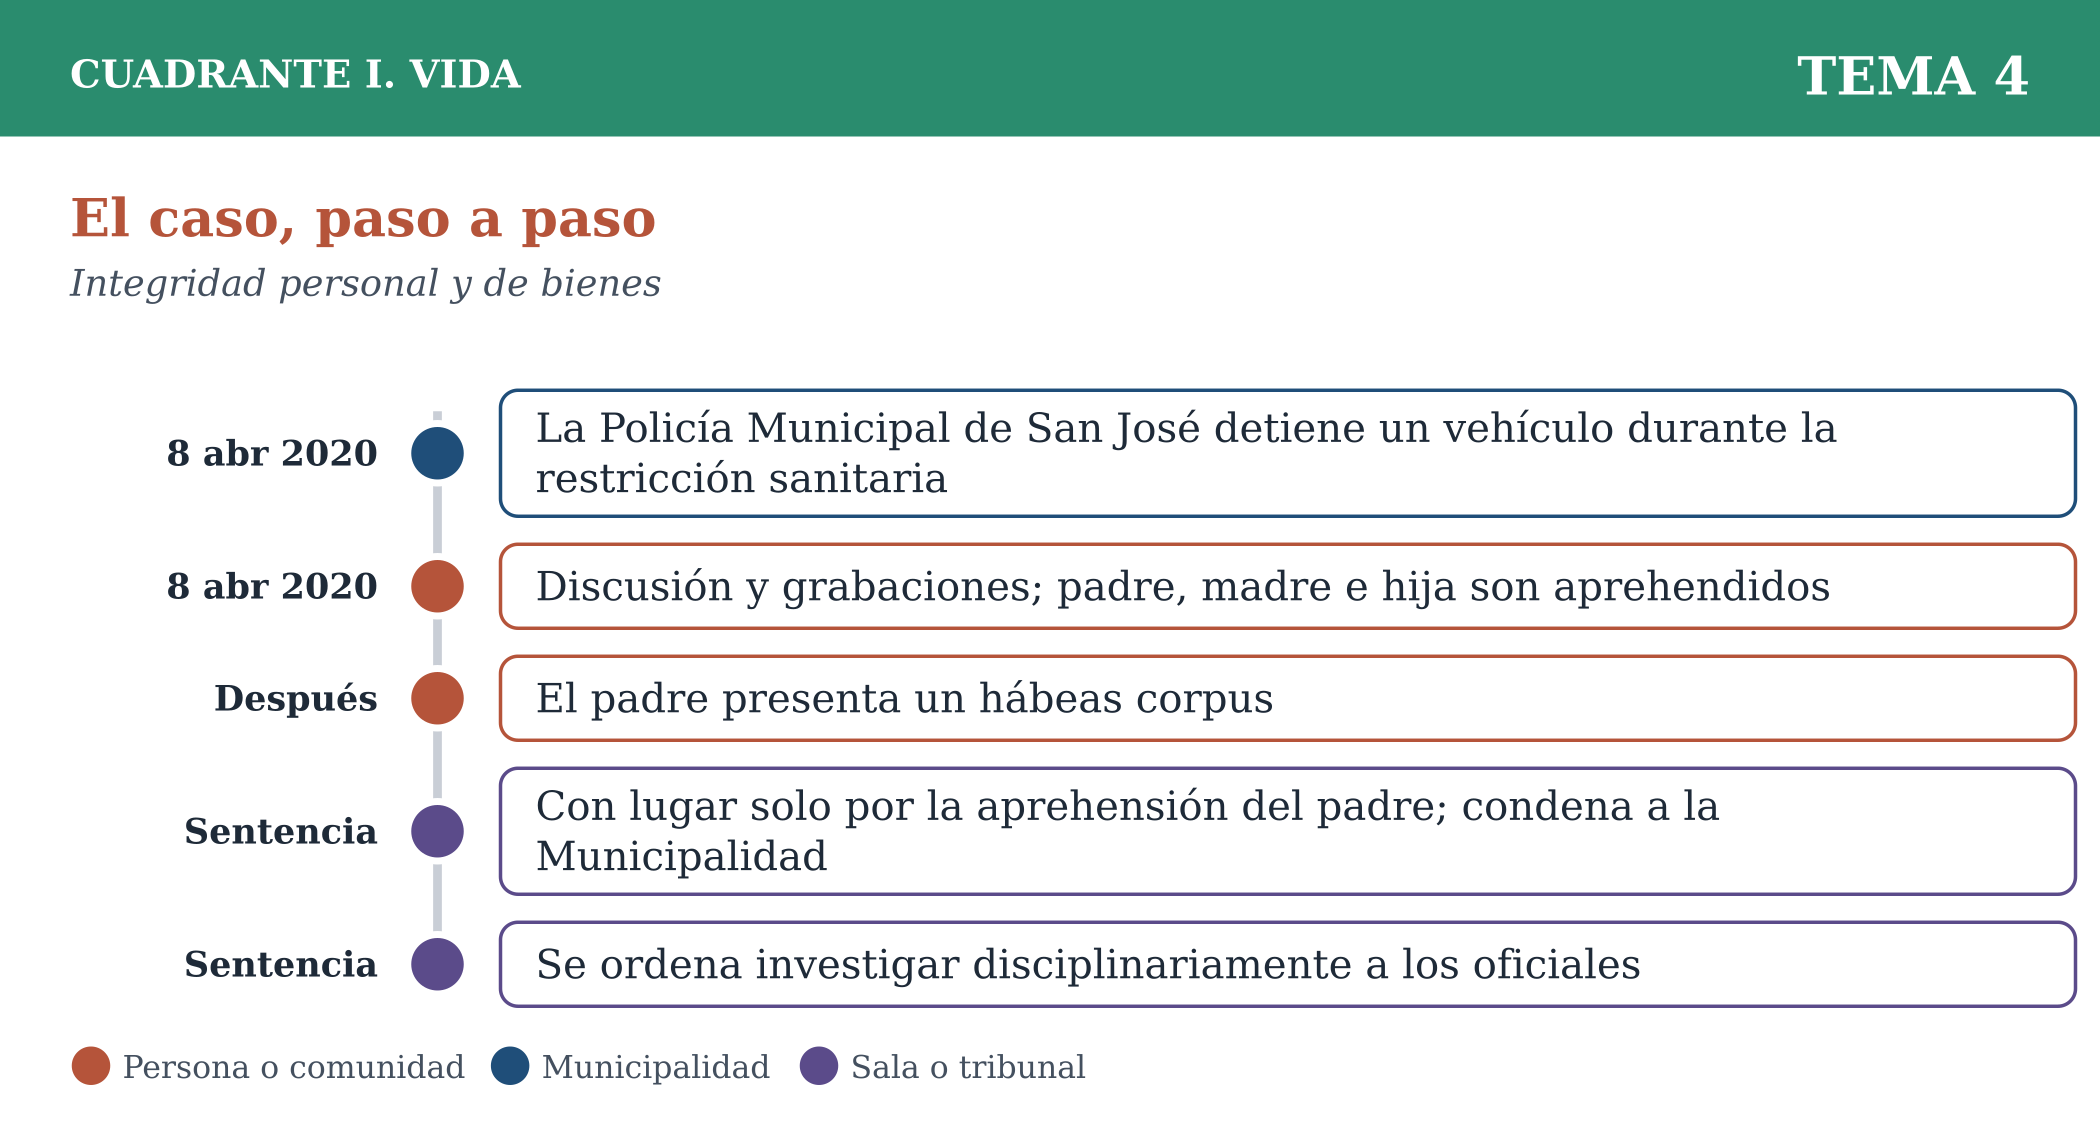 CUADRANTE I. VIDA
TEMA 4
El caso, paso a paso
Integridad personal y de bienes
8 abr 2020
La Policía Municipal de San José detiene un vehículo durante la
restricción sanitaria
8 abr 2020
Discusión y grabaciones; padre, madre e hija son aprehendidos
Después
El padre presenta un hábeas corpus
Sentencia
Con lugar solo por la aprehensión del padre; condena a la
Municipalidad
Sentencia
Se ordena investigar disciplinariamente a los oficiales
Persona o comunidad
Municipalidad
Sala o tribunal